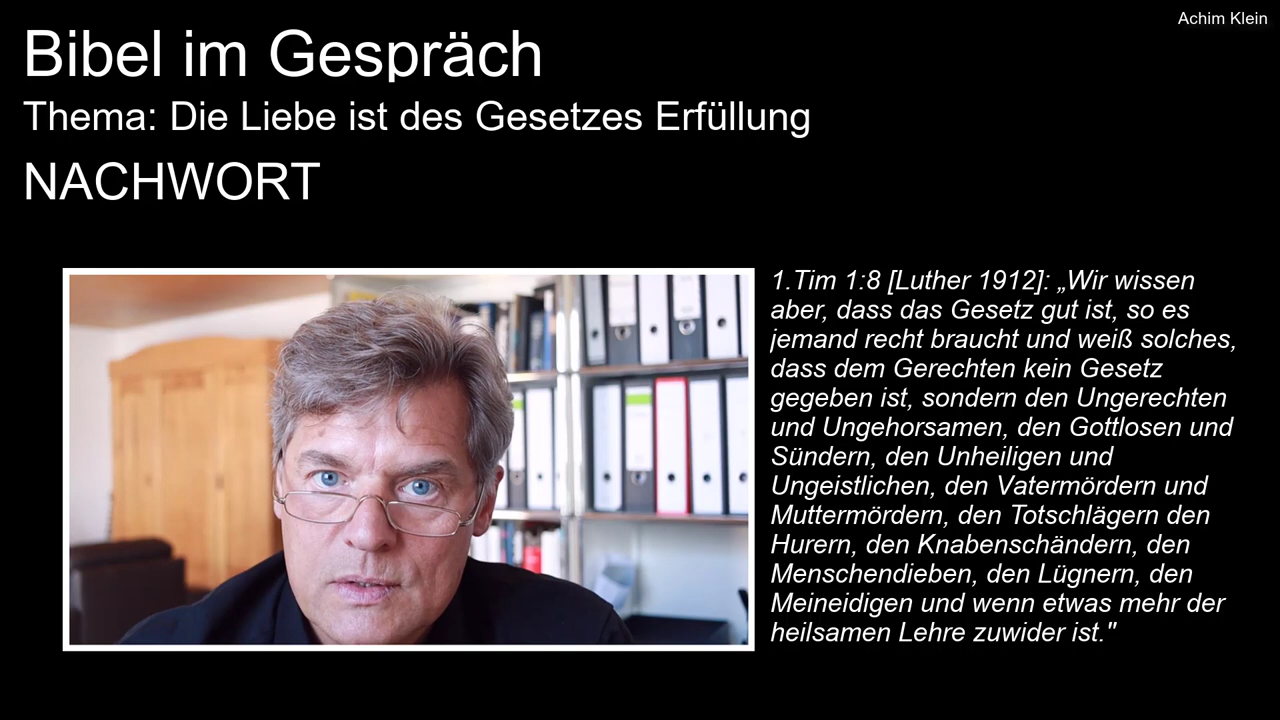 Achim Klein
Bibel im Gespräch
Thema: Die Liebe ist des Gesetzes Erfüllung
NACHWORT
1.Tim 1:8 [Luther 1912]: „Wir wissen
aber, dass das Gesetz gut ist, so es
jemand recht braucht und weiß solches,
dass dem Gerechten kein Gesetz
gegeben ist, sondern den Ungerechten
und Ungehorsamen, den Gottlosen und
Sündern, den Unheiligen und
Ungeistlichen, den Vatermördern und
Muttermördern, den Totschlägern den
Hurern, den Knabenschändern, den
Menschendieben, den Lügnern, den
Meineidigen und wenn etwas mehr der
heilsamen Lehre zuwider ist."